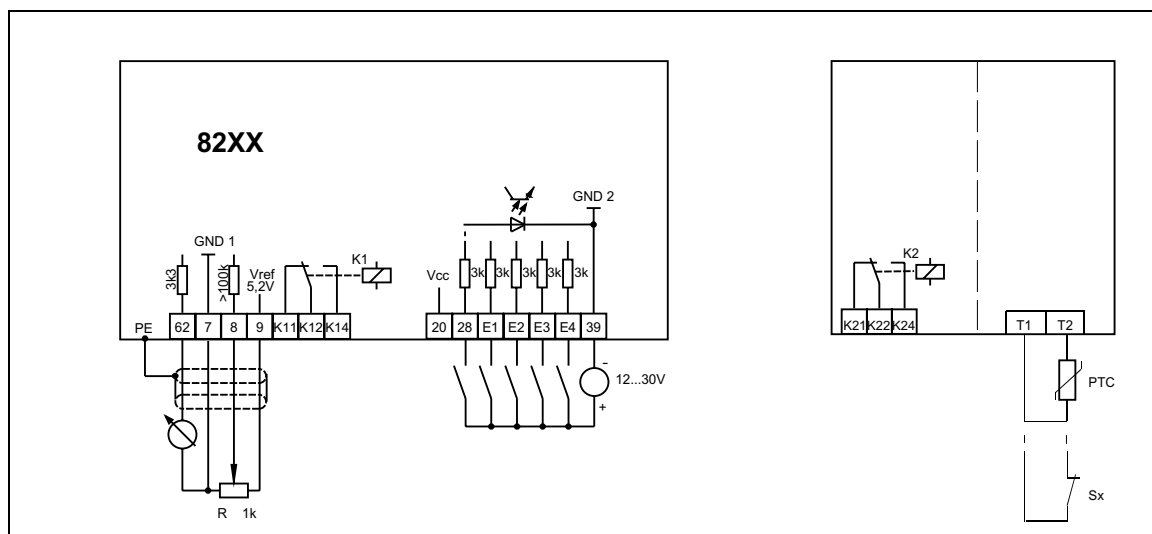 82XX
GND 2
GND 1
3k3
>100k
Vref
5,2V
K1
Vcc
3k
3k
3k
3k
3k
K2
PE
62
7
8
9
K11
K12
K14
20
28
E1
E2
E3
E4
39
K21
K22
K24
T1
T2
–
12...30V
+
PTC
R 1k
Sx